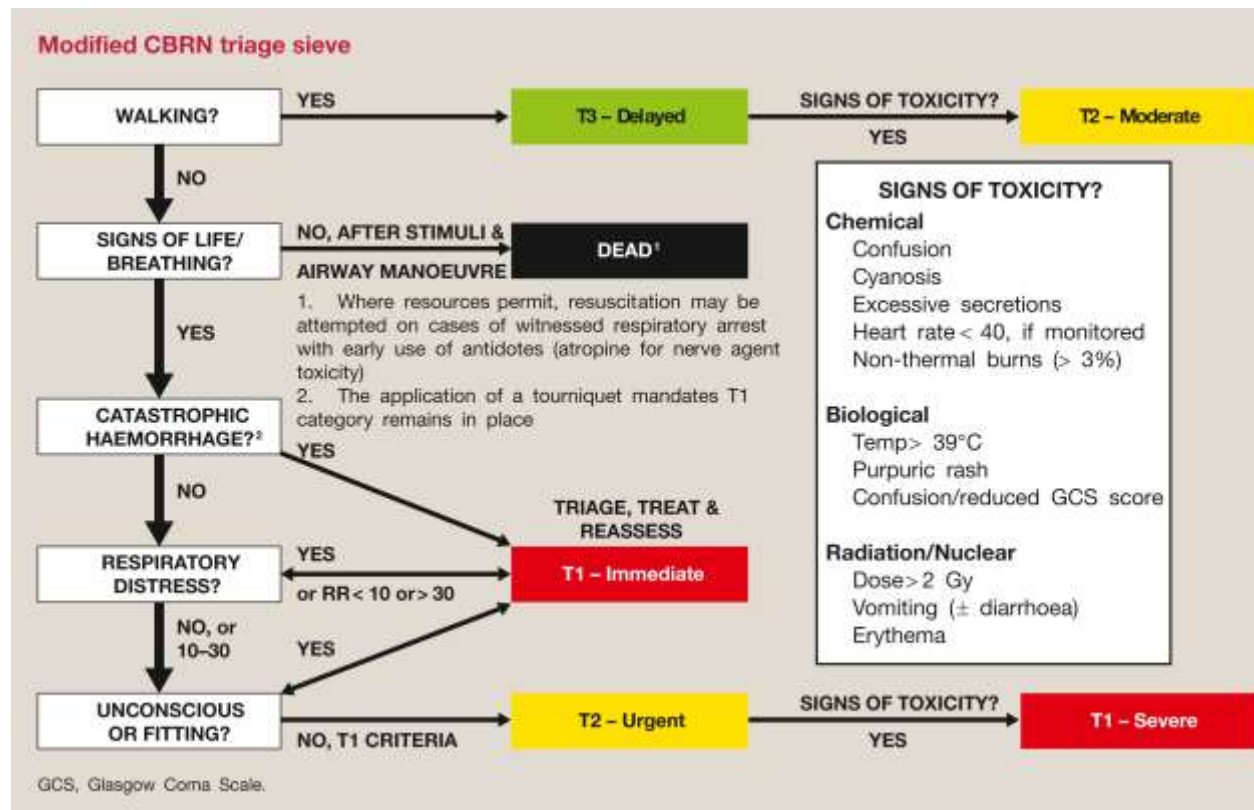 Modified CBRN triage sieve
WALKING?
YES
T3 – Delayed
SIGNS OF TOXICITY?
YES
T2 – Moderate
NO
SIGNS OF LIFE/
BREATHING?
NO, AFTER STIMULI &
AIRWAY MANOEUVRE
DEAD¹
1. Where resources permit, resuscitation may be
attempted on cases of witnessed respiratory arrest
with early use of antidotes (atropine for nerve agent
toxicity)
2. The application of a tourniquet mandates T1
category remains in place
YES
CATASTROPHIC
HAEMORRHAGE?²
YES
NO
TRIAGE, TREAT &
REASSESS
T1 – Immediate
RESPIRATORY
DISTRESS?
YES
or RR < 10 or > 30
NO, or
10–30
YES
UNCONSCIOUS
OR FITTING?
NO, T1 CRITERIA
T2 – Urgent
SIGNS OF TOXICITY?
YES
T1 – Severe
SIGNS OF TOXICITY?
Chemical
Confusion
Cyanosis
Excessive secretions
Heart rate < 40, if monitored
Non-thermal burns (> 3%)
Biological
Temp> 39°C
Purpuric rash
Confusion/reduced GCS score
Radiation/Nuclear
Dose> 2 Gy
Vomiting (± diarrhoea)
Erythema
GCS, Glasgow Coma Scale.